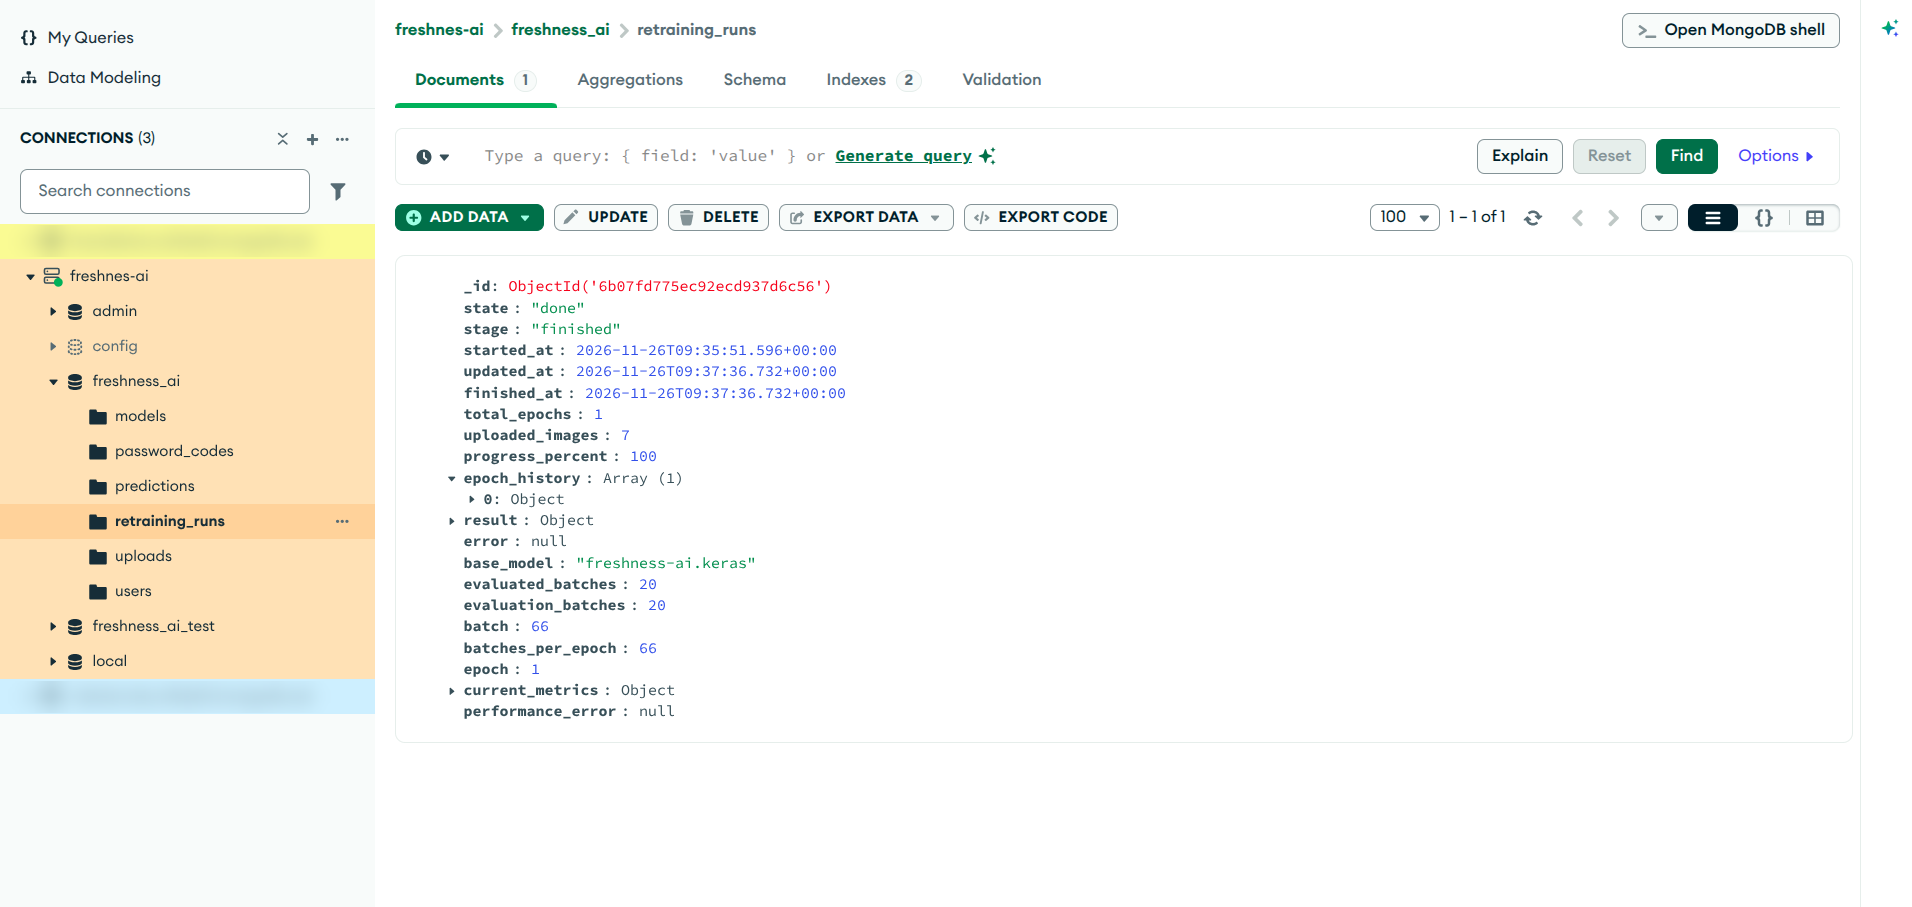 My Queries
Data Modeling
CONNECTIONS (3)
Search connections
freshnes-ai
admin
config
freshness_ai
models
password_codes
predictions
retraining_runs
uploads
users
freshness_ai_test
local
freshnes-ai > freshness_ai > retraining_runs
Open MongoDB shell
Documents 1 Aggregations Schema Indexes 2 Validation
Type a query: { field: 'value' } or Generate query
Explain Reset Find Options
ADD DATA UPDATE DELETE EXPORT DATA EXPORT CODE
100 1 – 1 of 1
_id: ObjectId('6b07fd775ec92ecd937d6c56')
state : "done"
stage : "finished"
started_at : 2026-11-26T09:35:51.596+00:00
updated_at : 2026-11-26T09:37:36.732+00:00
finished_at : 2026-11-26T09:37:36.732+00:00
total_epochs : 1
uploaded_images : 7
progress_percent : 100
epoch_history : Array (1)
0: Object
result : Object
error : null
base_model : "freshness-ai.keras"
evaluated_batches : 20
evaluation_batches : 20
batch : 66
batches_per_epoch : 66
epoch : 1
current_metrics : Object
performance_error : null